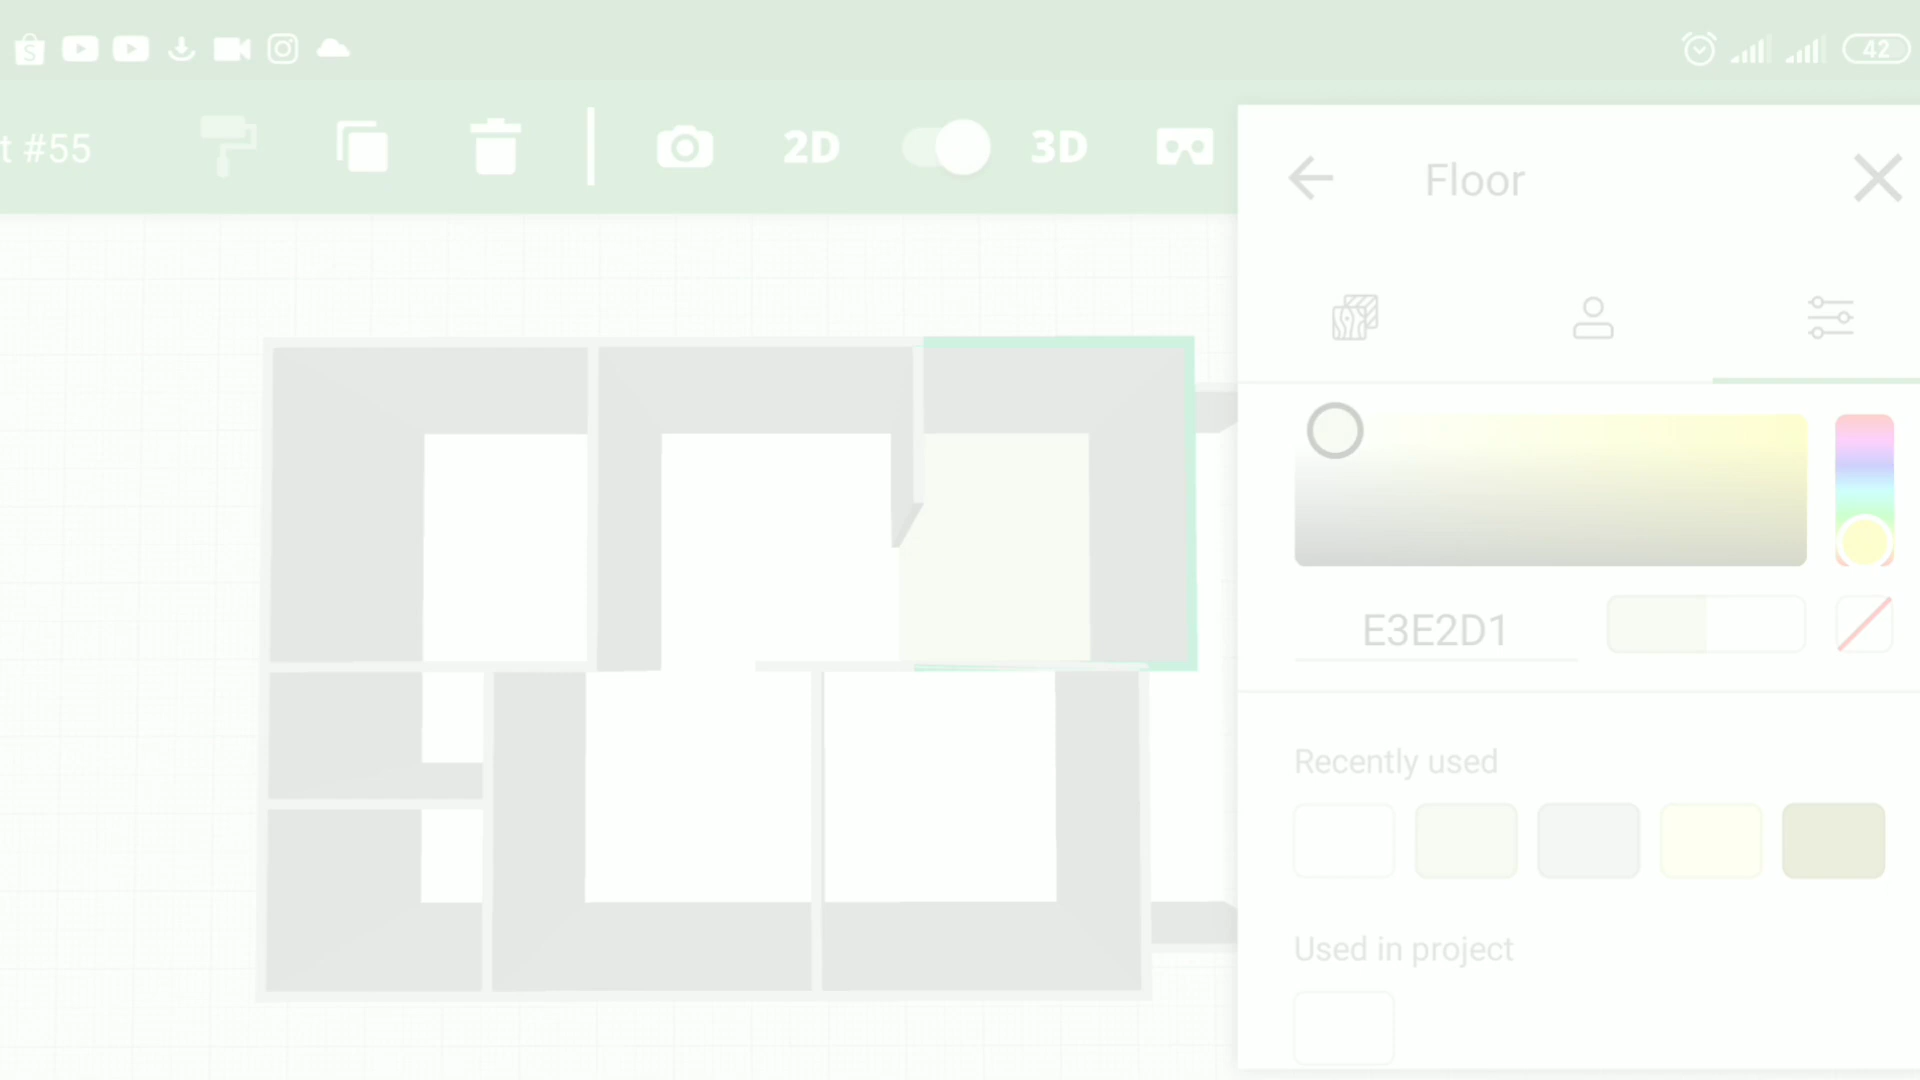 S
42
t #55
2D
3D
Floor
E3E2D1
Recently used
Used in project